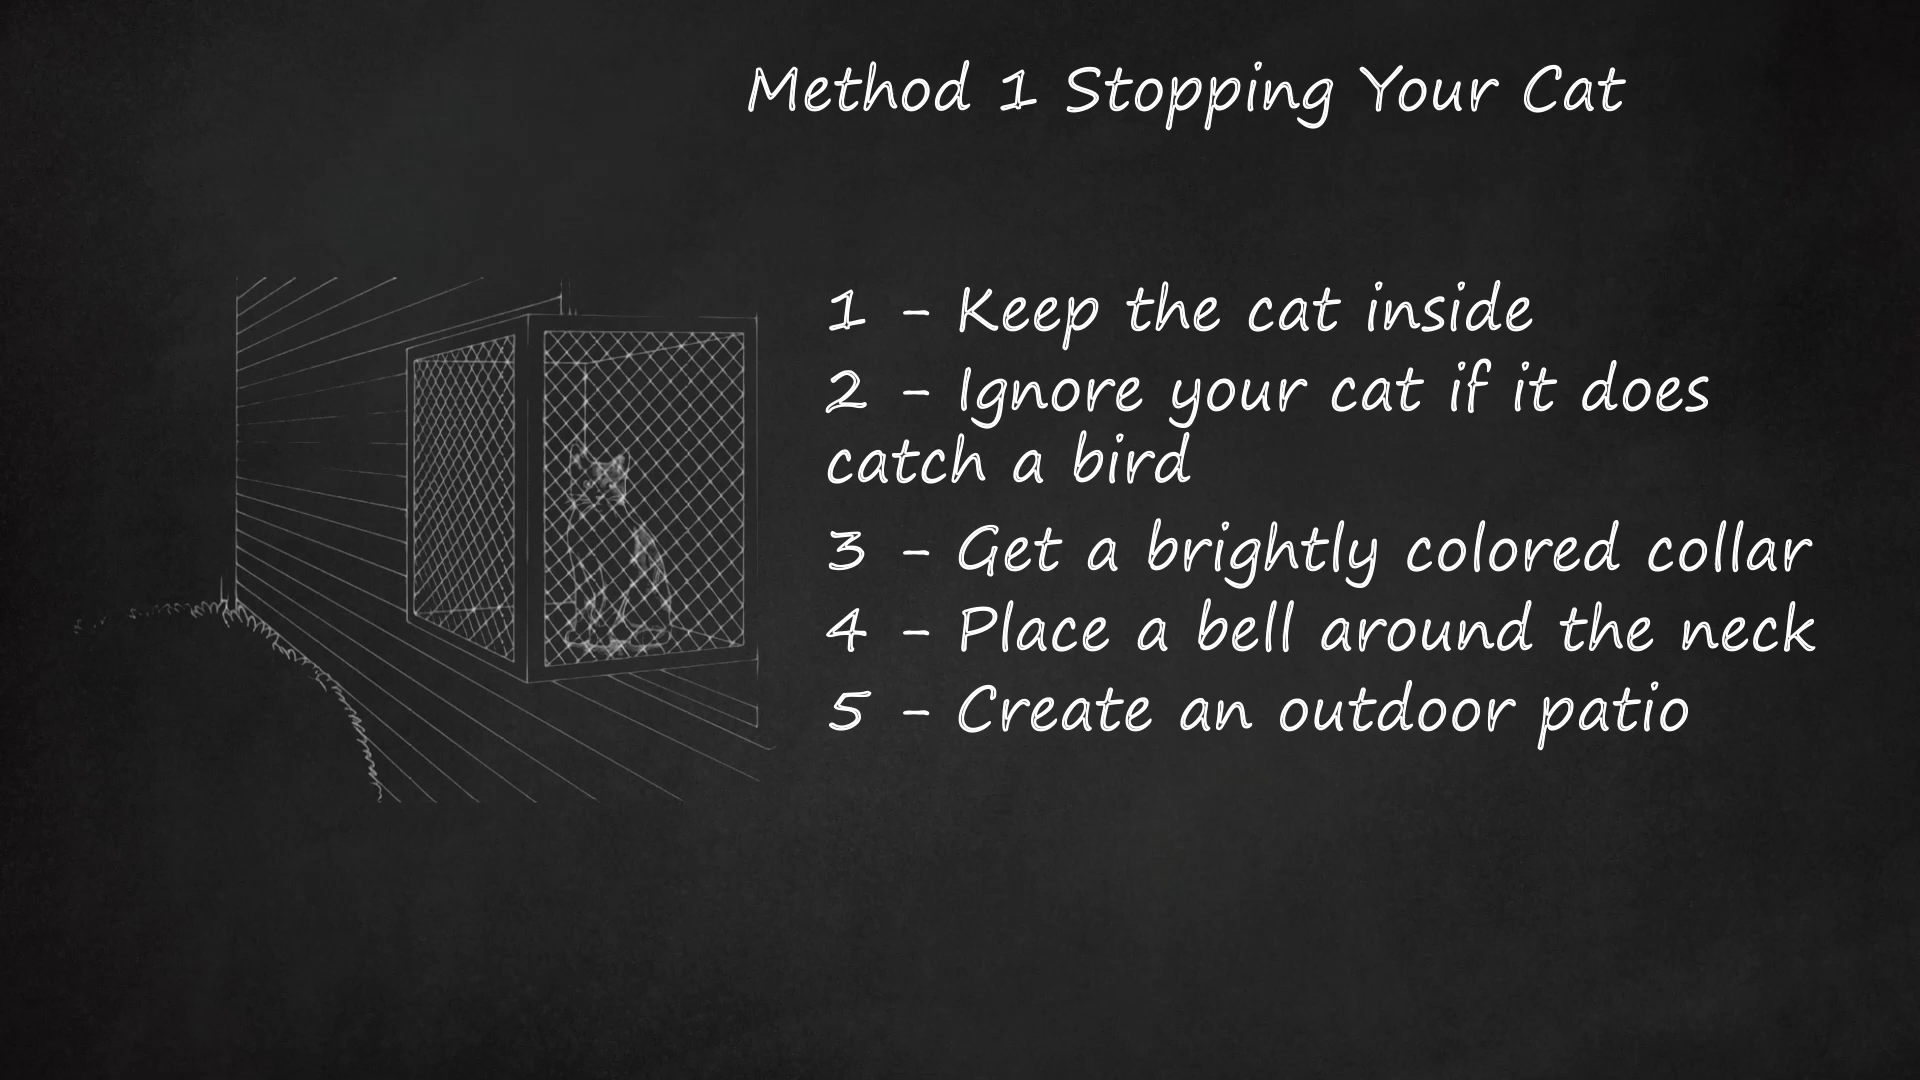 Method 1 Stopping Your Cat
1 - Keep the cat inside
2 - Ignore your cat if it does
catch a bird
3 - Get a brightly colored collar
4 - Place a bell around the neck
5 - Create an outdoor patio